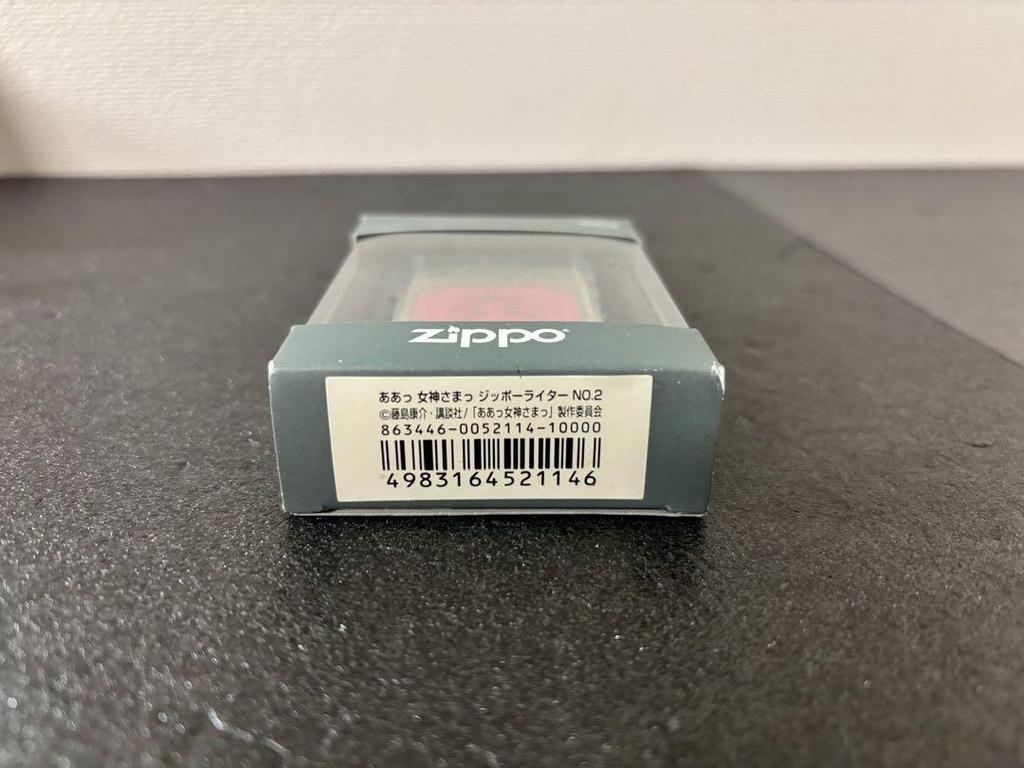 zippo
ああっ 女神さまっ ジッポーライター NO.2
©藤島康介・講談社/「ああっ女神さまっ」製作委員会
863446-0052114-10000
4983164521146